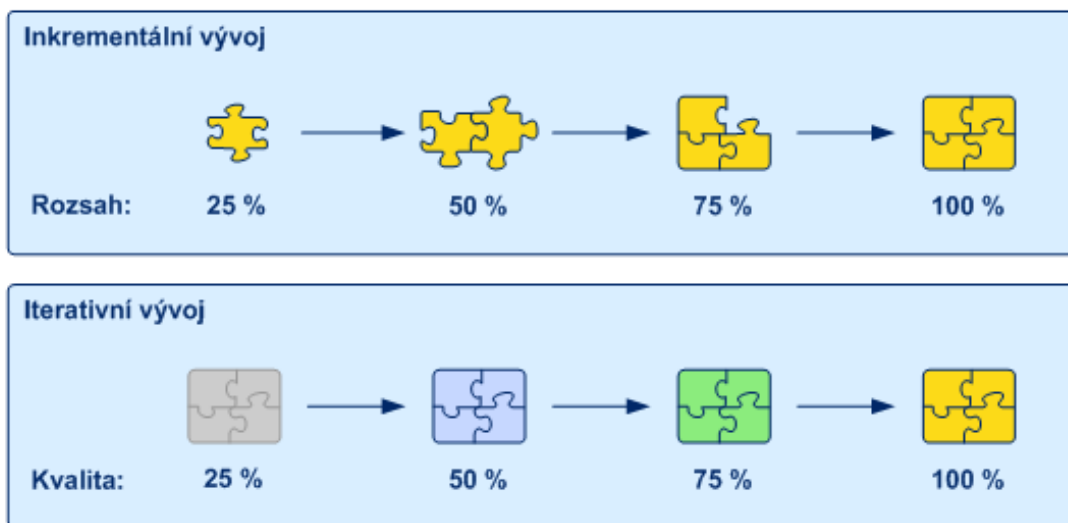 Inkrementální vývoj
Rozsah: 25 % 50 % 75 % 100 %
Iterativní vývoj
Kvalita: 25 % 50 % 75 % 100 %